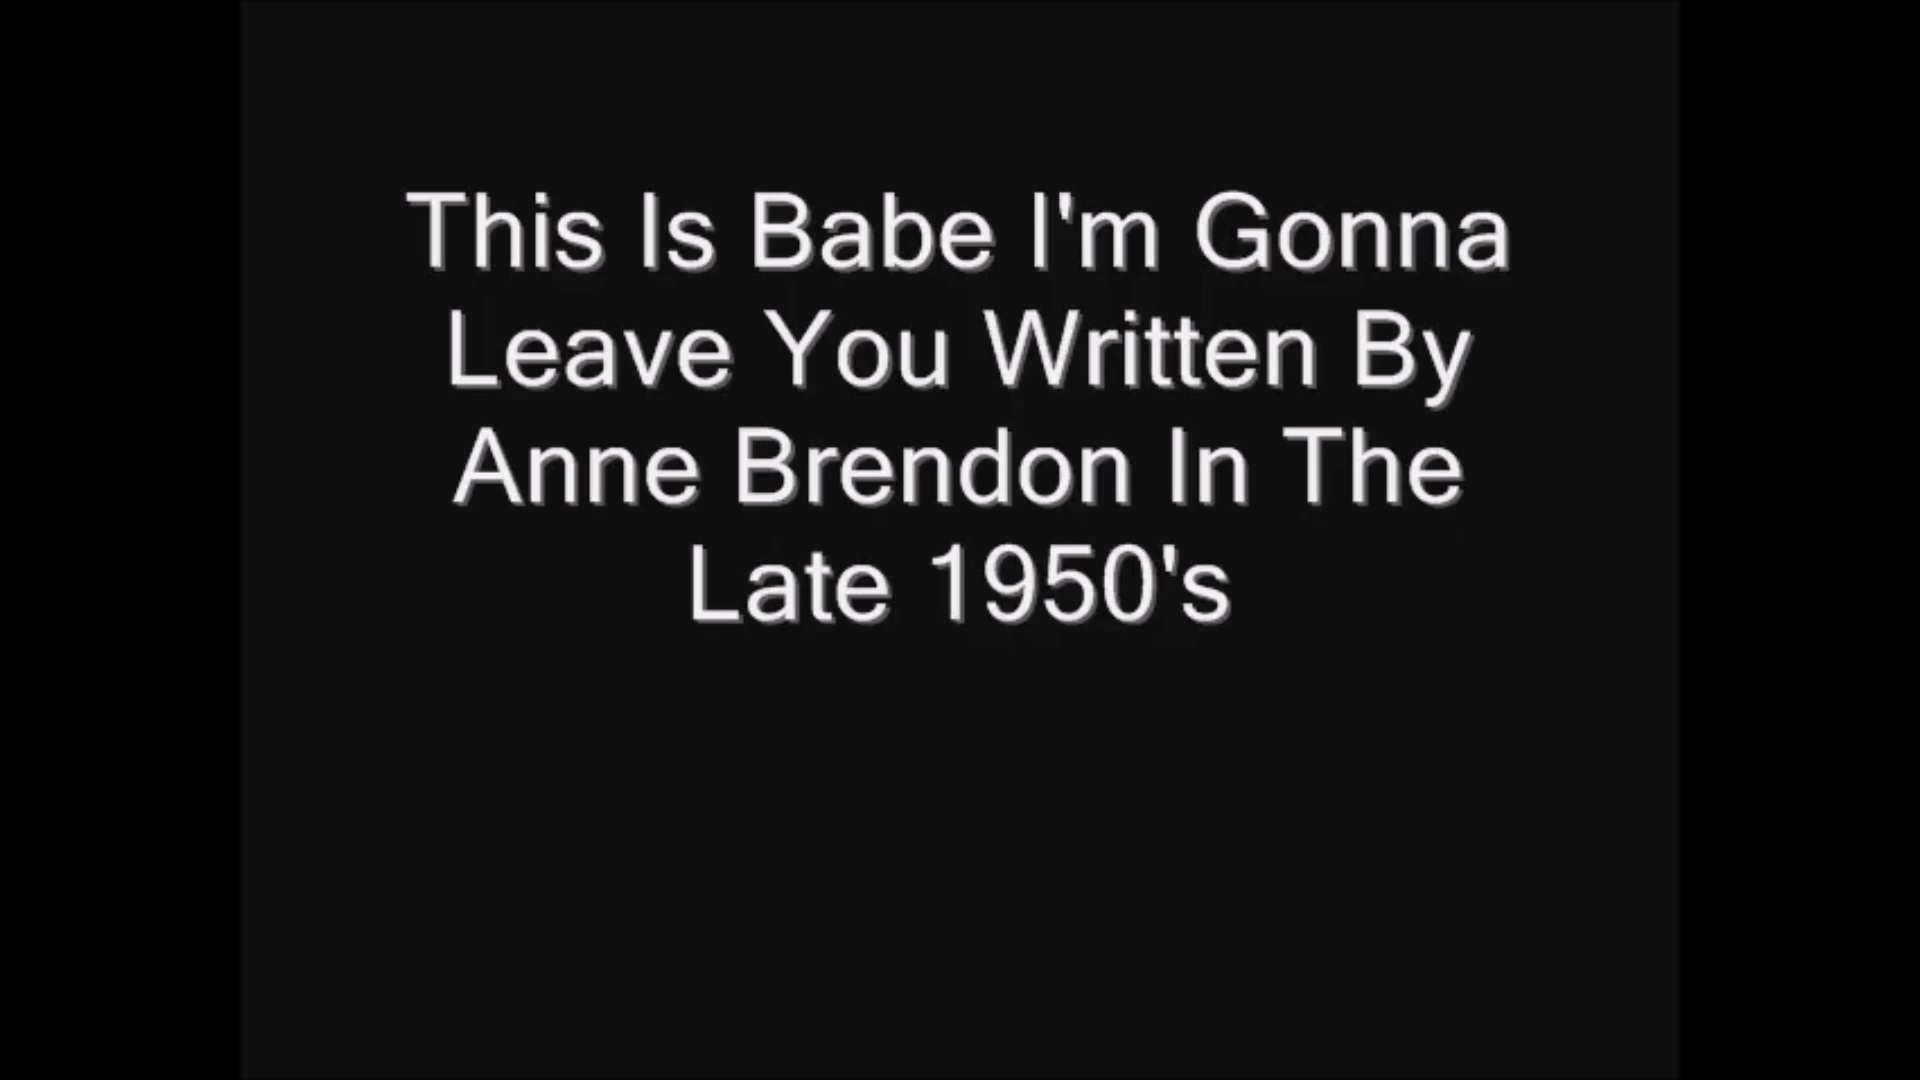 This Is Babe I'm Gonna
Leave You Written By
Anne Brendon In The
Late 1950's